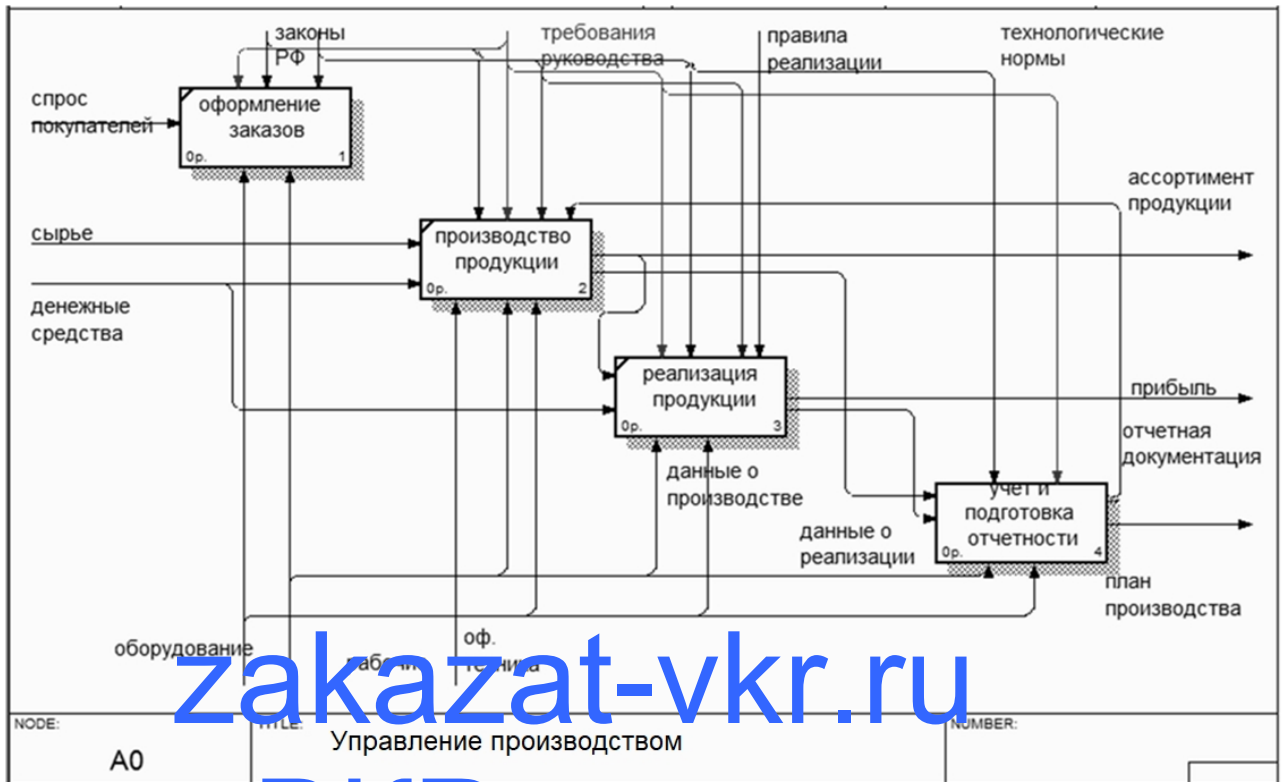 законы
РФ
требования
руководства
правила
реализации
технологические
нормы
спрос
покупателей
оформление
заказов
0р. 1
ассортимент
продукции
сырье
производство
продукции
0р. 2
денежные
средства
реализация
продукции
0р. 3
прибыль
отчетная
документация
данные о
производстве
учет и
подготовка
отчетности
0р. 4
данные о
реализации
план
производства
оф.
техника
оборудование
zakazat-vkr.ru
NODE: TITLE: NUMBER:
A0 Управление производством